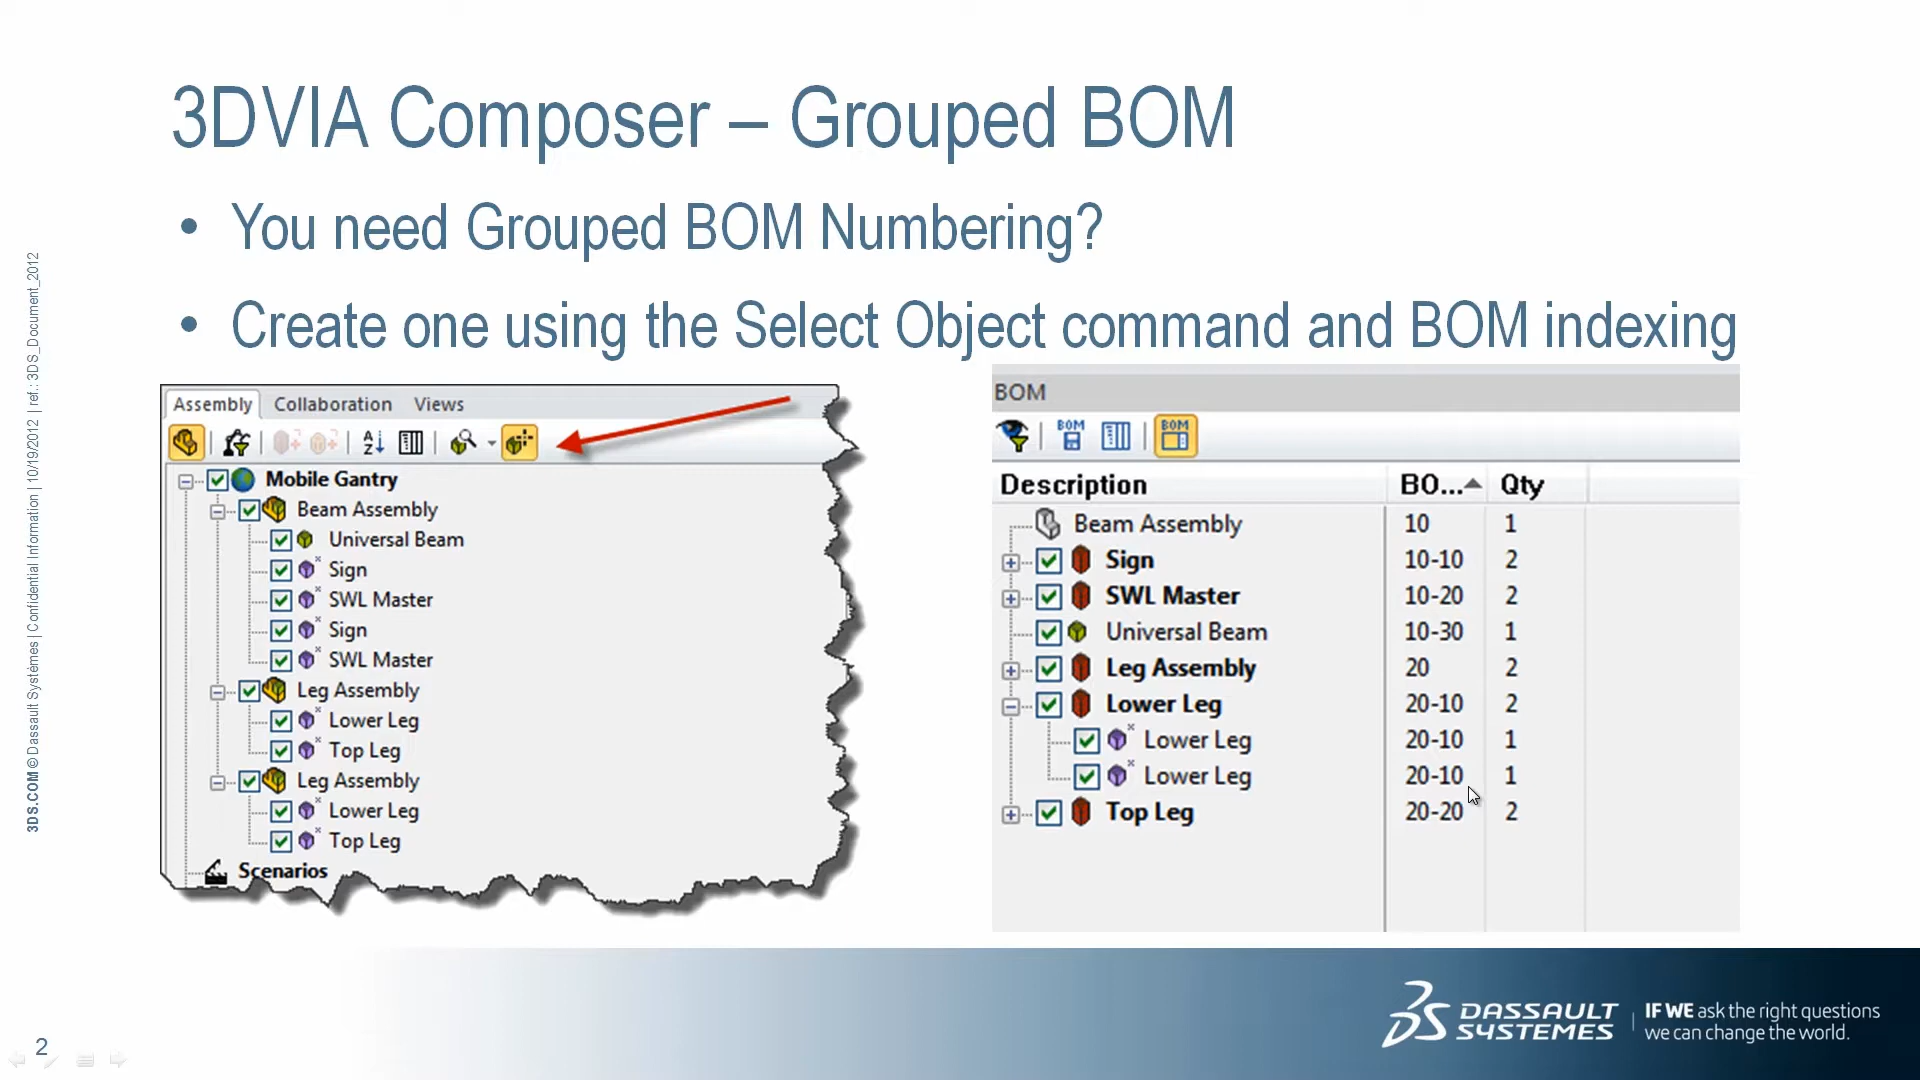 3DVIA Composer – Grouped BOM
• You need Grouped BOM Numbering?
• Create one using the Select Object command and BOM indexing
Assembly Collaboration Views
Mobile Gantry
Beam Assembly
Universal Beam
Sign
SWL Master
Sign
SWL Master
Leg Assembly
Lower Leg
Top Leg
Leg Assembly
Lower Leg
Top Leg
Scenarios
BOM
BOM BOM
Description BO... Qty
Beam Assembly 10 1
Sign 10-10 2
SWL Master 10-20 2
Universal Beam 10-30 1
Leg Assembly 20 2
Lower Leg 20-10 2
Lower Leg 20-10 1
Lower Leg 20-10 1
Top Leg 20-20 2
3DS.COM © Dassault Systèmes | Confidential Information | 10/19/2012 | ref.: 3DS_Document_2012
2
DASSAULT
SYSTEMES
IF WE ask the right questions
we can change the world.